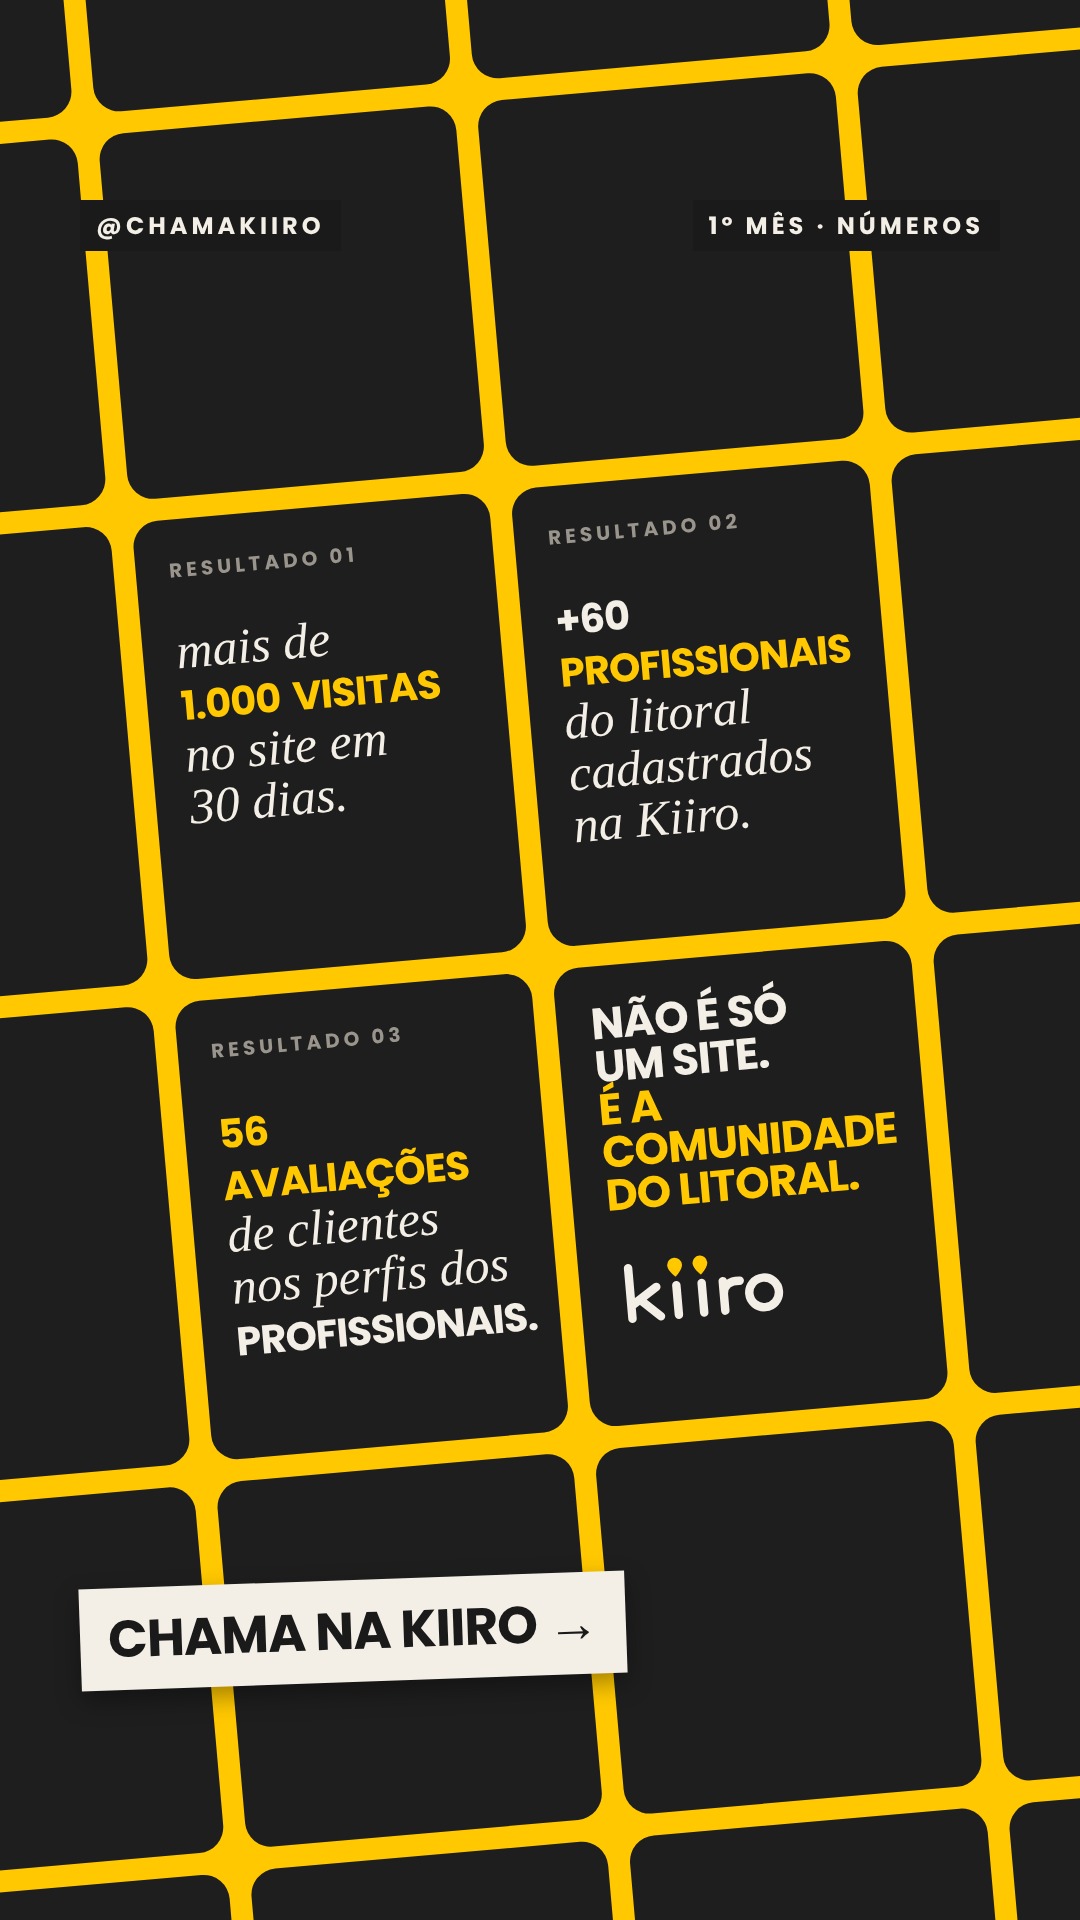 @CHAMAKIIRO
1º MÊS · NÚMEROS
RESULTADO 01
mais de
1.000 VISITAS
no site em
30 dias.
RESULTADO 02
+60
PROFISSIONAIS
do litoral
cadastrados
na Kiiro.
RESULTADO 03
56
AVALIAÇÕES
de clientes
nos perfis dos
PROFISSIONAIS.
NÃO É SÓ
UM SITE.
É A
COMUNIDADE
DO LITORAL.
kiiro
CHAMA NA KIIRO →